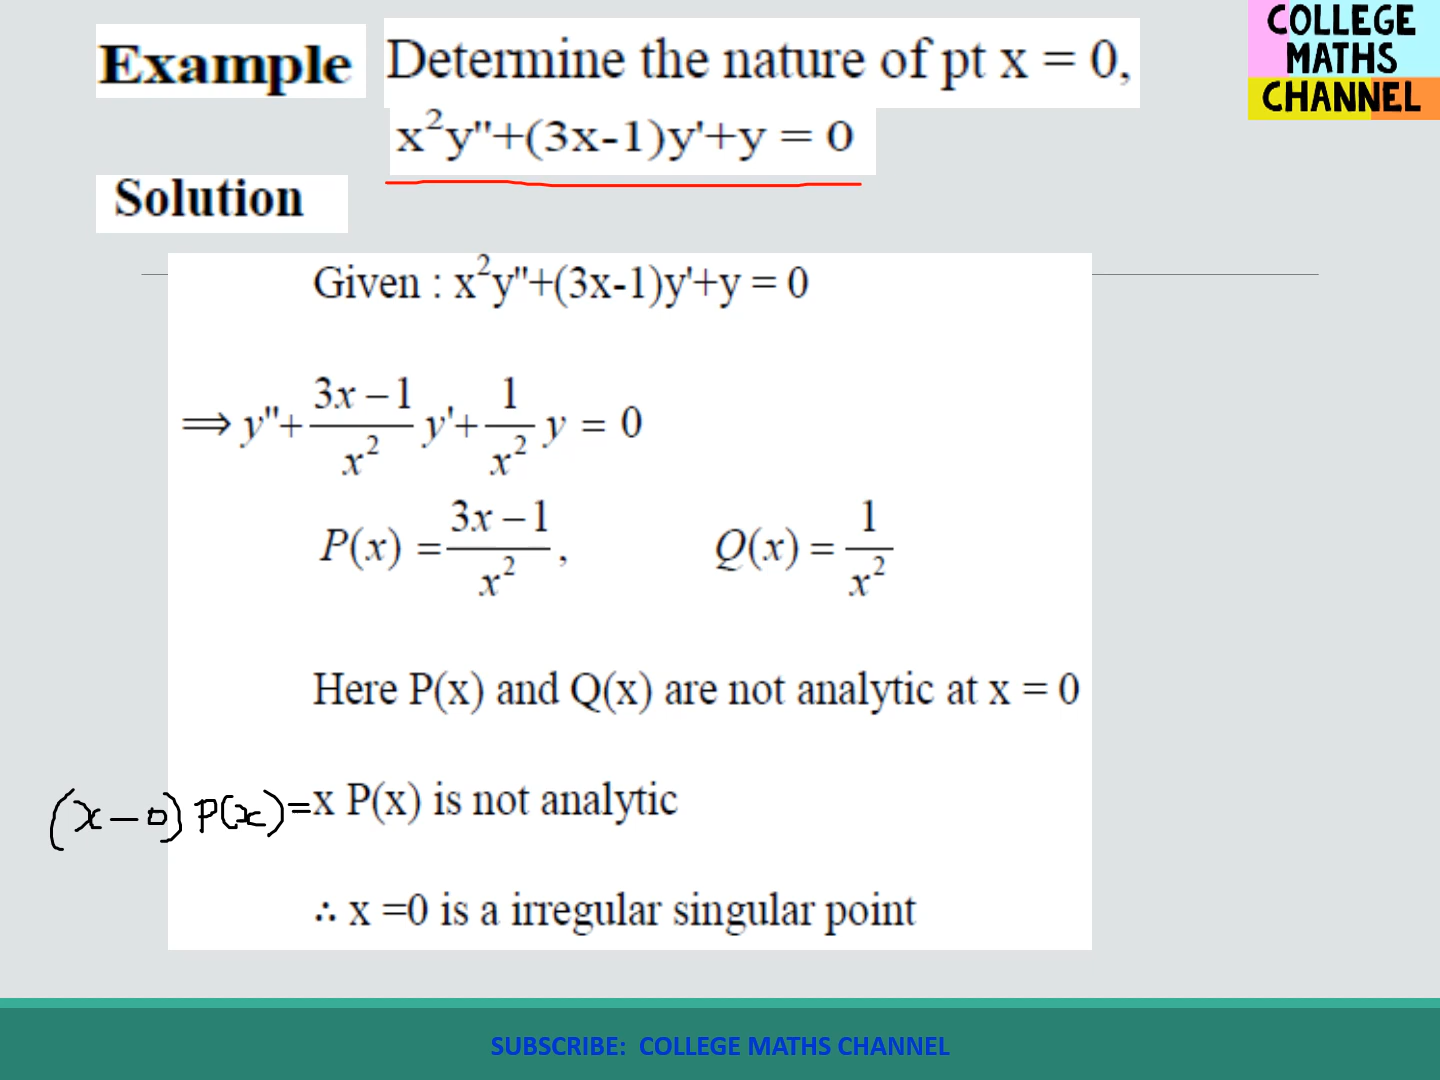 COLLEGE
MATHS
CHANNEL
Example Determine the nature of pt x = 0,
x²y"+(3x-1)y'+y = 0
Solution
Given : x²y"+(3x-1)y'+y = 0
⟹ y"+ (3x – 1)/x² y'+ 1/x² y = 0
P(x) = (3x – 1)/x², Q(x) = 1/x²
Here P(x) and Q(x) are not analytic at x = 0
(x – 0) P(x) = x P(x) is not analytic
∴ x =0 is a irregular singular point
SUBSCRIBE: COLLEGE MATHS CHANNEL